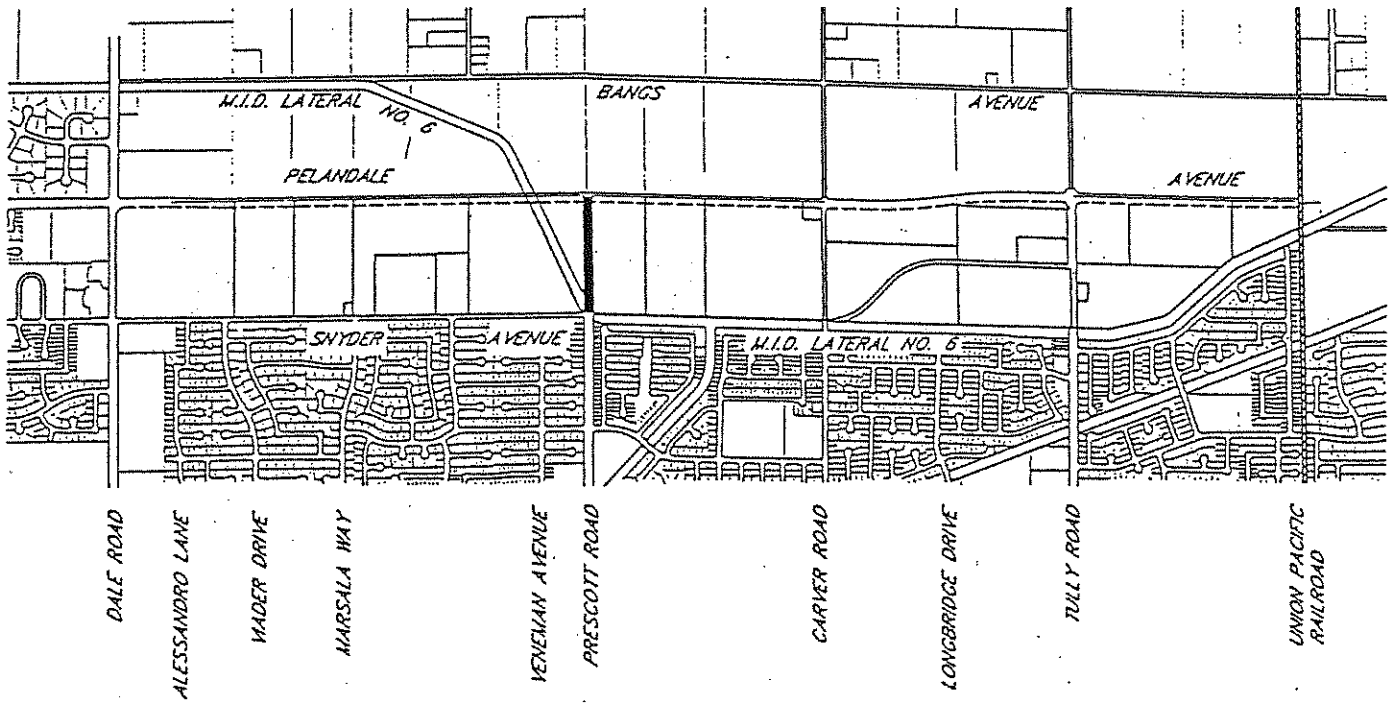 M.I.D. LATERAL
NO. 6
BANGS
AVENUE
PELANDALE
AVENUE
SNYDER
AVENUE
M.I.D. LATERAL NO. 6
DALE ROAD
ALESSANDRO LANE
VIADER DRIVE
MARSALA WAY
VENEMAN AVENUE
PRESCOTT ROAD
CARVER ROAD
LONGBRIDGE DRIVE
TULLY ROAD
UNION PACIFIC
RAILROAD